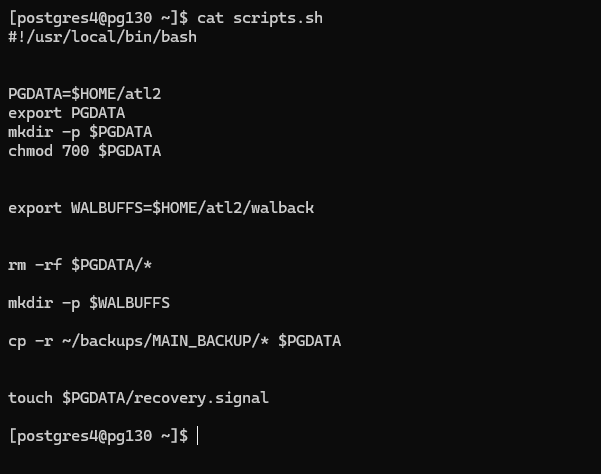 [postgres4@pg130 ~]$ cat scripts.sh
#!/usr/local/bin/bash
PGDATA=$HOME/atl2
export PGDATA
mkdir -p $PGDATA
chmod 700 $PGDATA
export WALBUFFS=$HOME/atl2/walback
rm -rf $PGDATA/*
mkdir -p $WALBUFFS
cp -r ~/backups/MAIN_BACKUP/* $PGDATA
touch $PGDATA/recovery.signal
[postgres4@pg130 ~]$